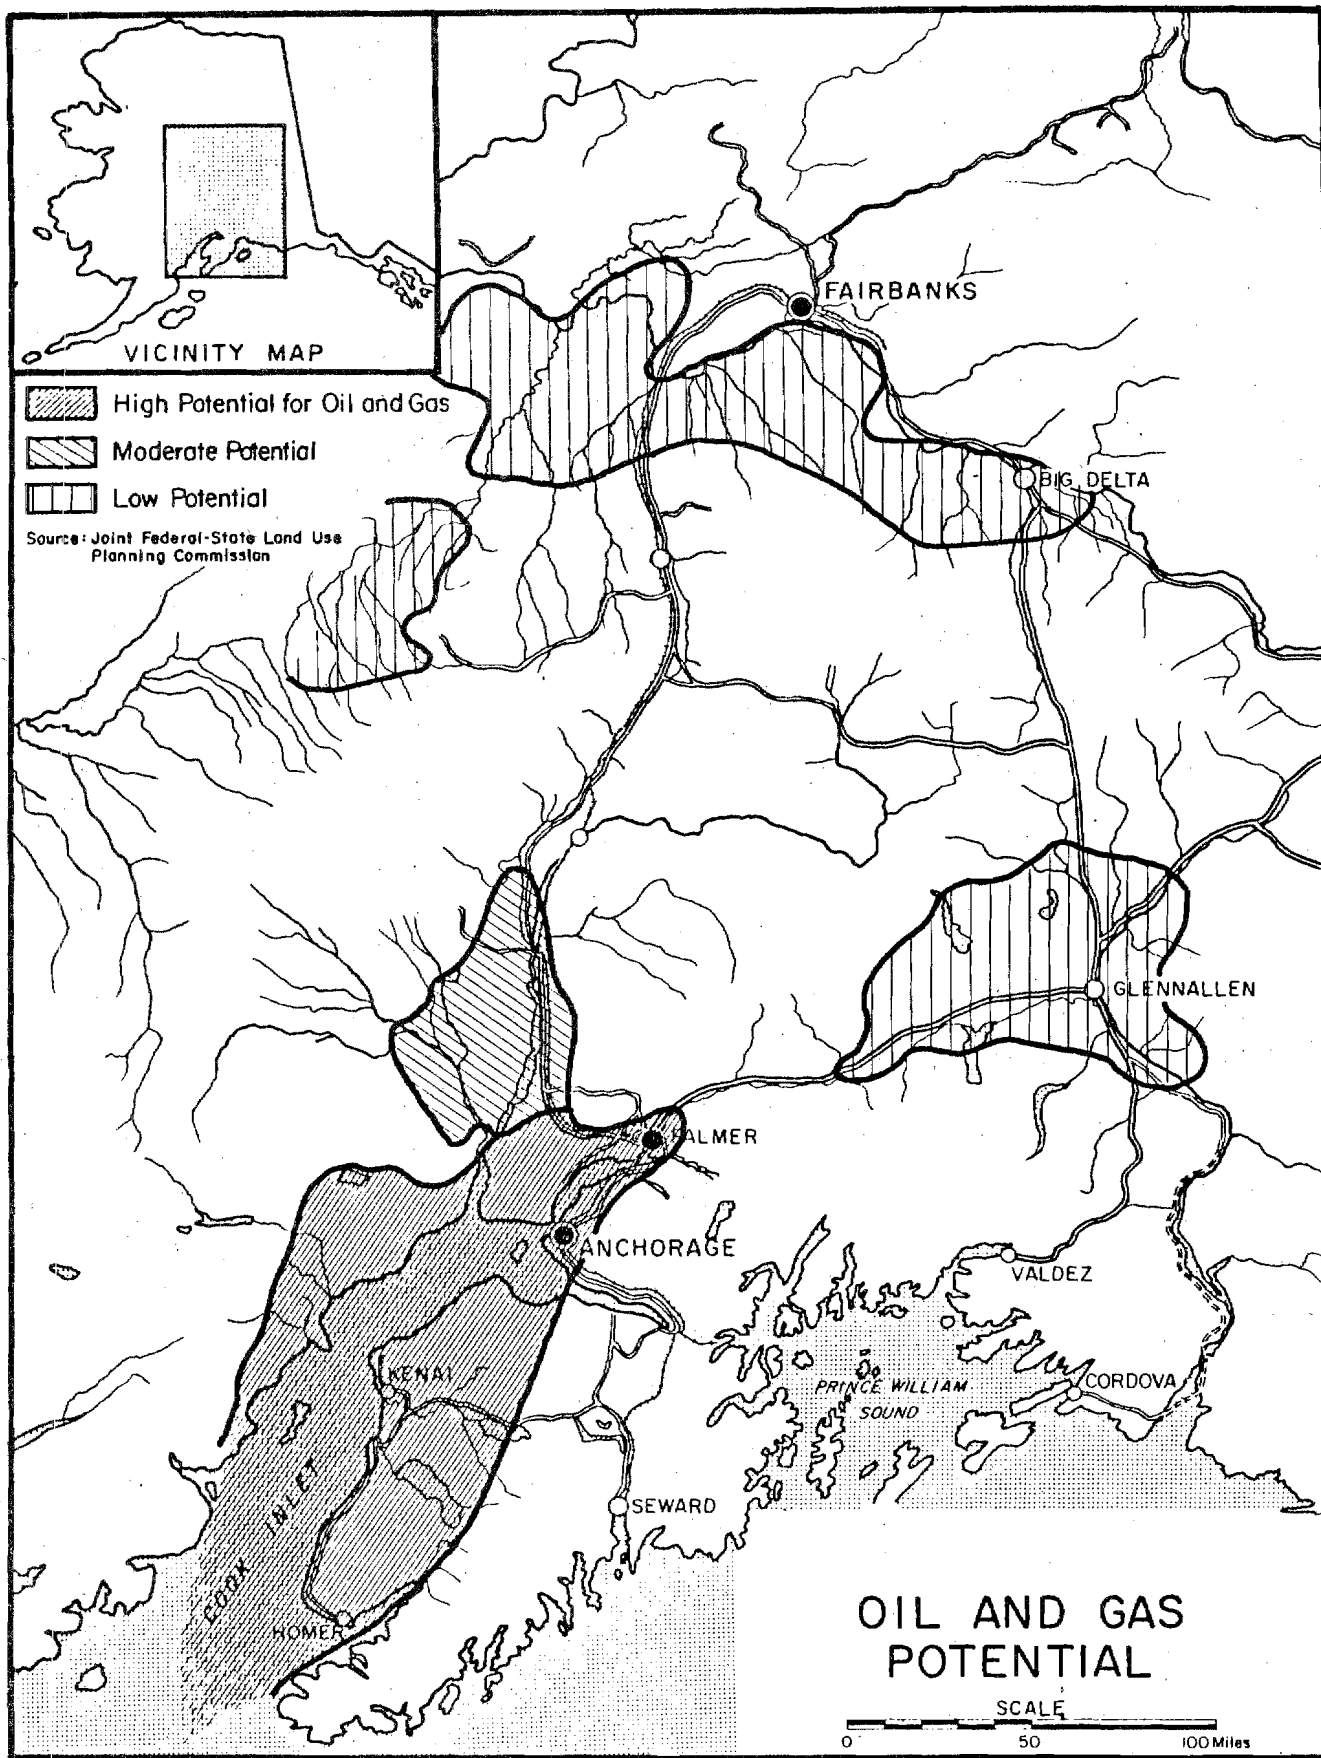 VICINITY MAP
High Potential for Oil and Gas
Moderate Potential
Low Potential
Source: Joint Federal-State Land Use
Planning Commission
FAIRBANKS
BIG DELTA
GLENNALLEN
PALMER
ANCHORAGE
VALDEZ
KENAI
PRINCE WILLIAM
SOUND
CORDOVA
COOK INLET
SEWARD
HOMER
OIL AND GAS
POTENTIAL
SCALE
0 50 100 Miles